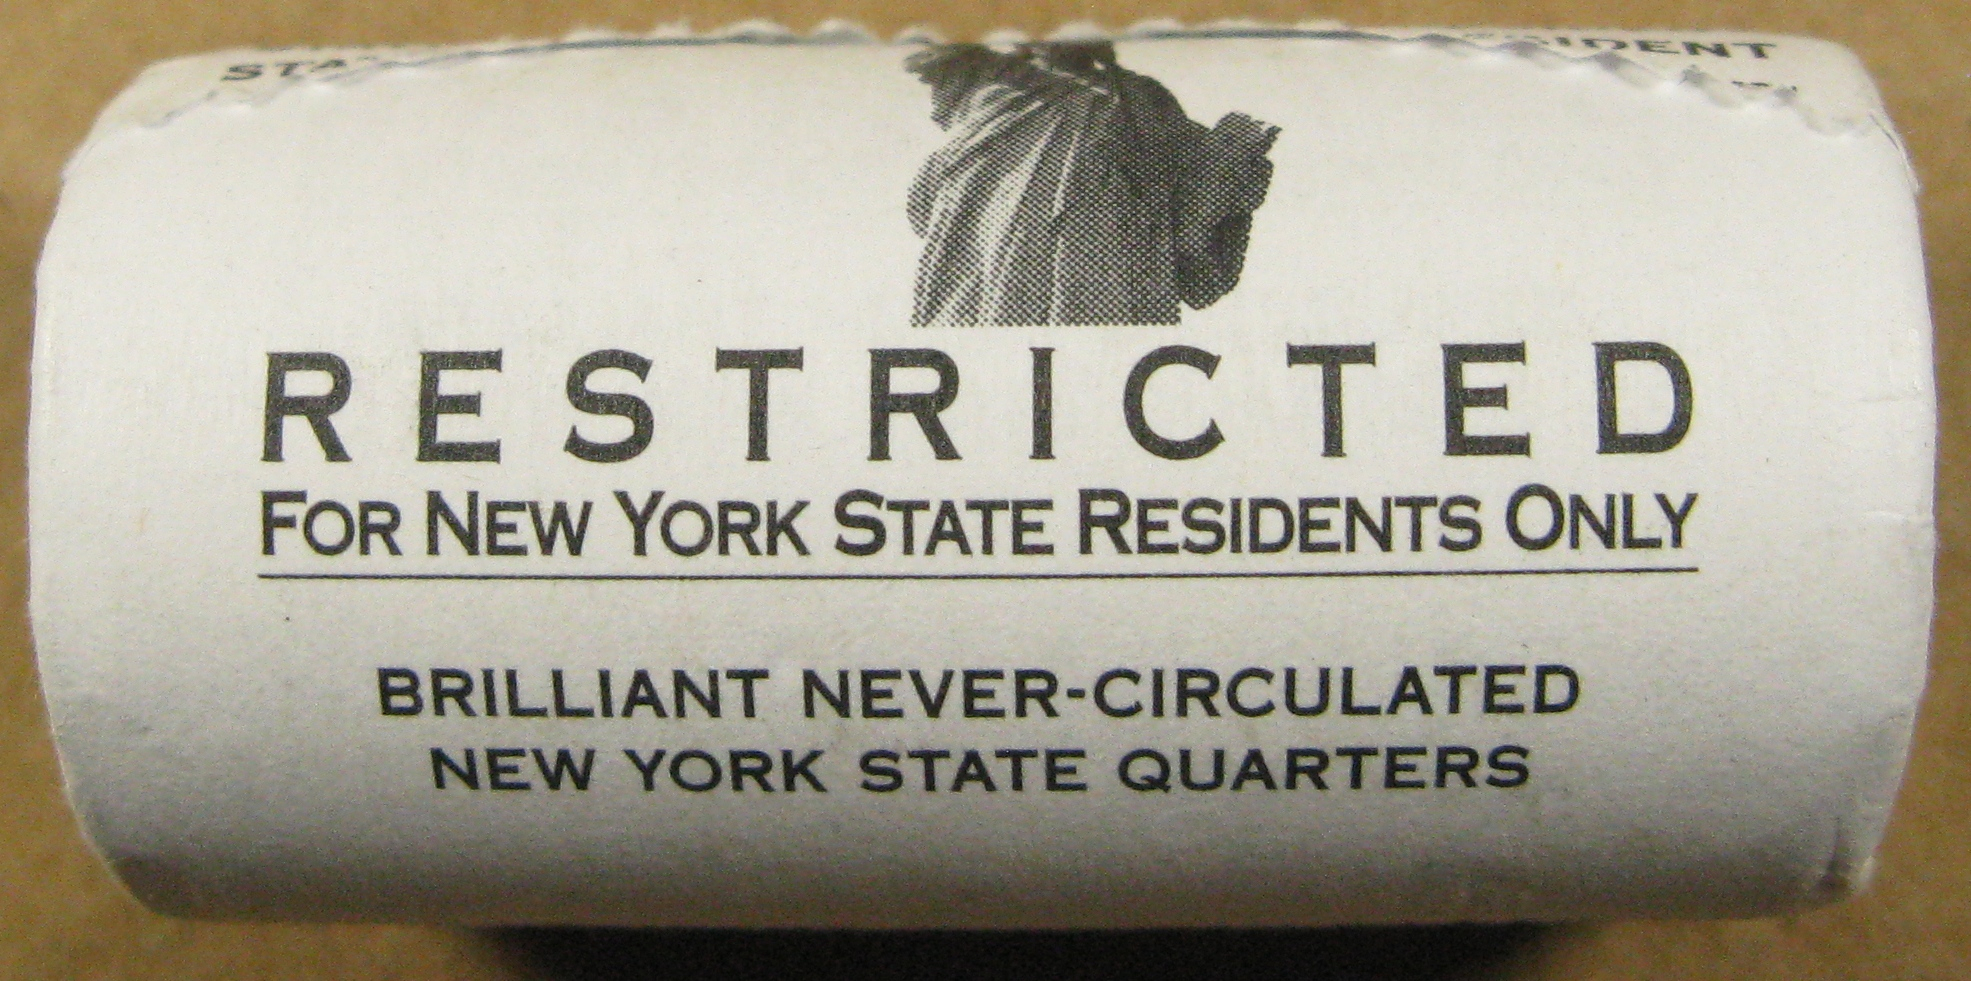 RESTRICTED
FOR NEW YORK STATE RESIDENTS ONLY
BRILLIANT NEVER-CIRCULATED
NEW YORK STATE QUARTERS